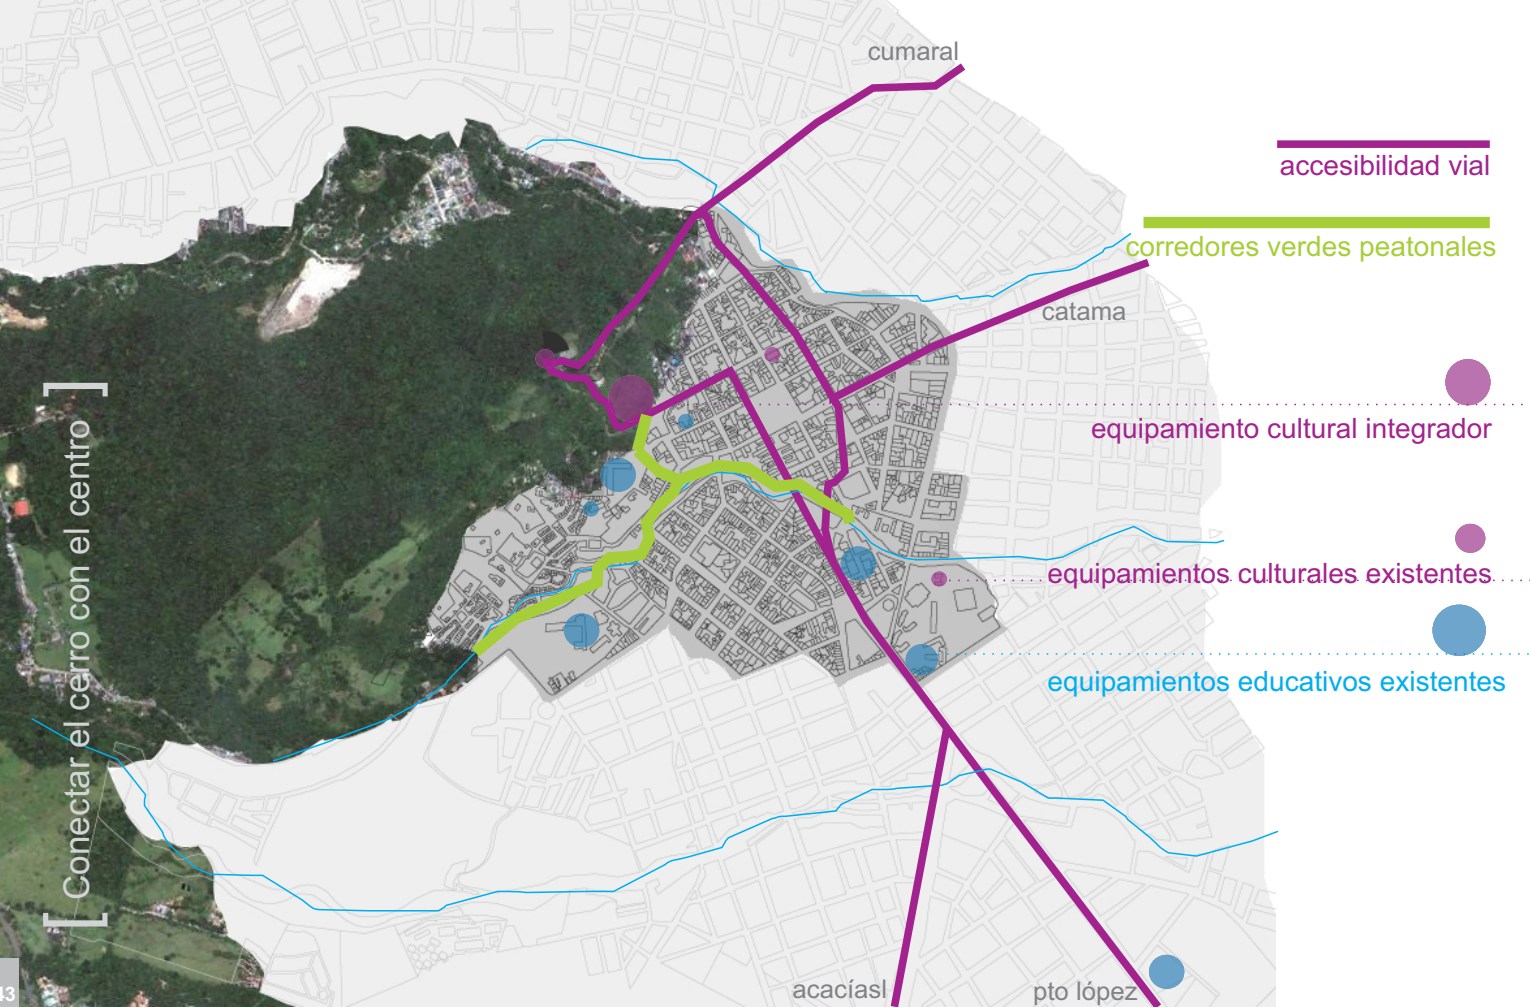 cumaral
accesibilidad vial
corredores verdes peatonales
catama
equipamiento cultural integrador
equipamientos culturales existentes
equipamientos educativos existentes
[ Conectar el cerro con el centro ]
acacíasl
pto lópez
43